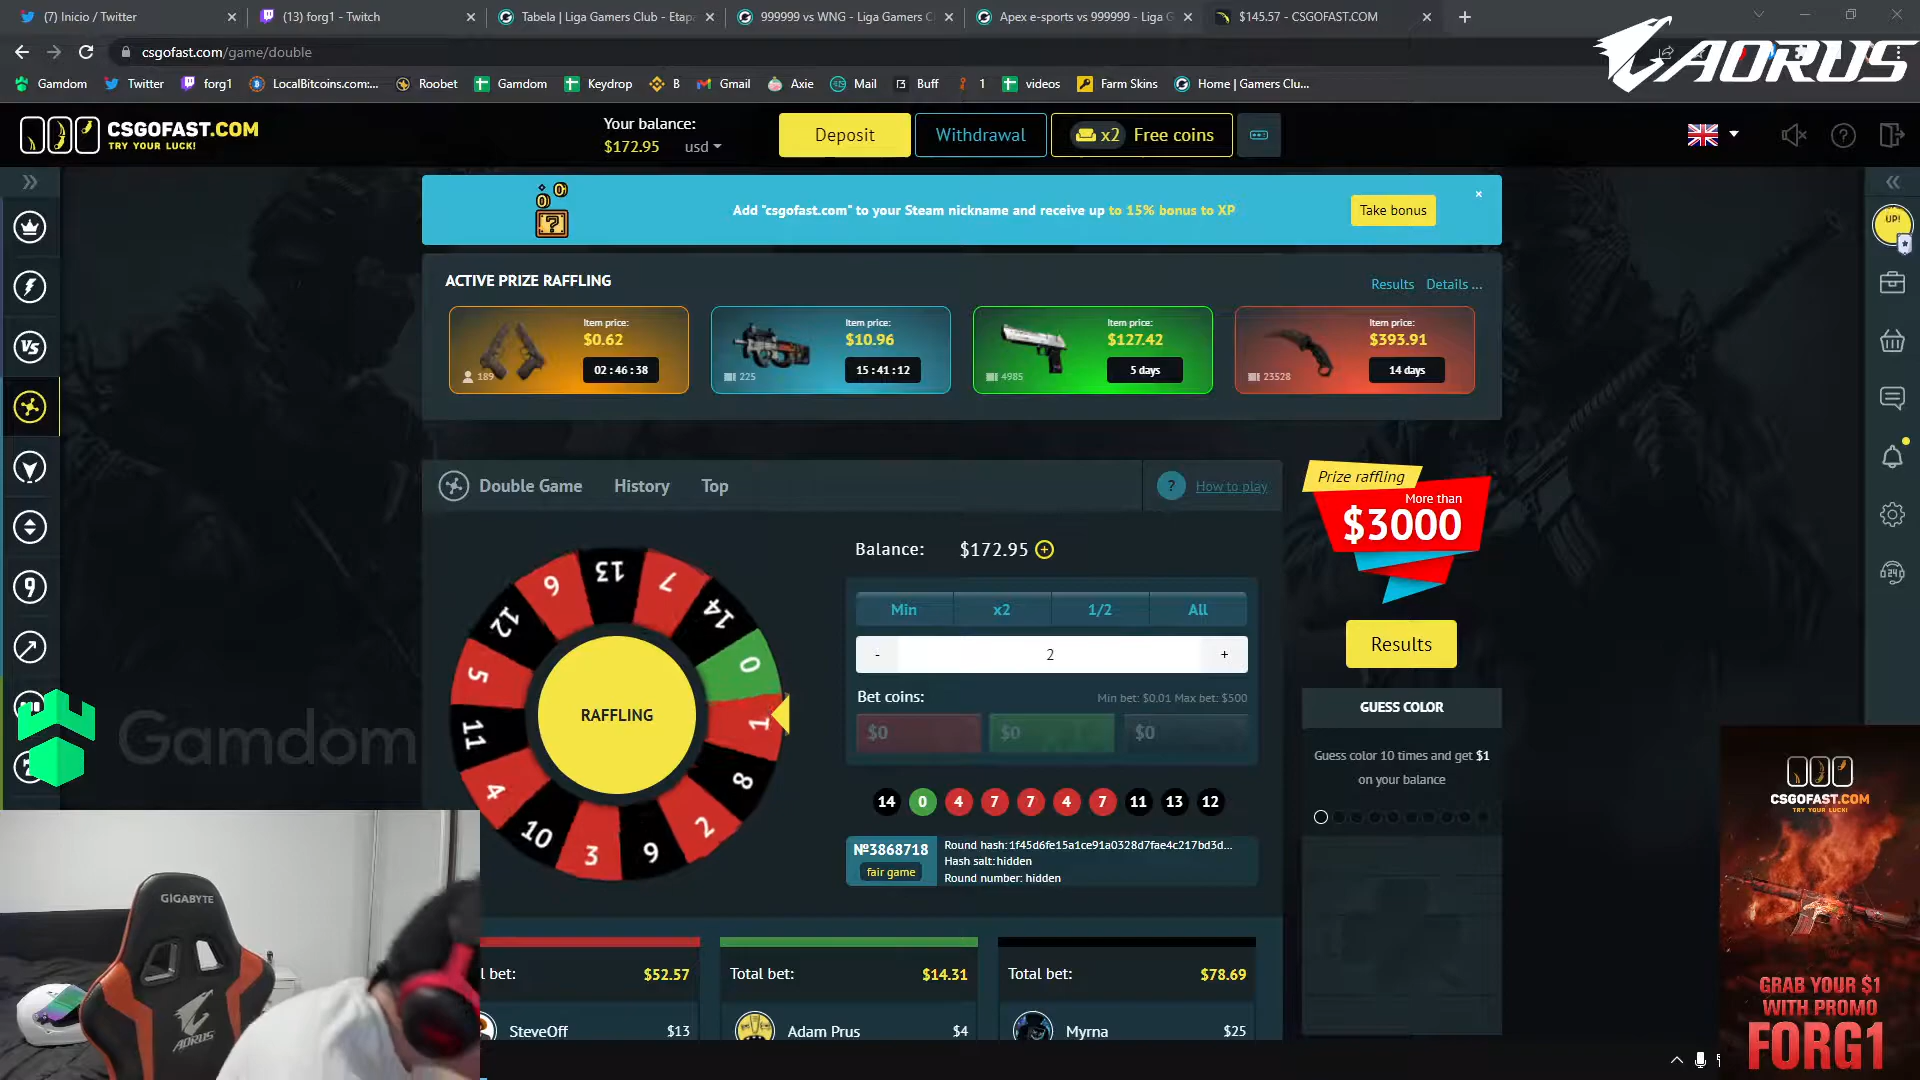 (7) Inicio / Twitter
(13) forg1 - Twitch
Tabela | Liga Gamers Club - Etapa
999999 vs WNG - Liga Gamers C
Apex e-sports vs 999999 - Liga G
$145.57 - CSGOFAST.COM
csgofast.com/game/double
AORUS
Gamdom
Twitter
forg1
LocalBitcoins.com:...
Roobet
Gamdom
Keydrop
B
Gmail
Axie
Mail
Buff
1
videos
Farm Skins
Home | Gamers Clu...
CSGOFAST.COM
TRY YOUR LUCK!
Your balance:
$172.95
usd
Deposit
Withdrawal
x2 Free coins
Add "csgofast.com" to your Steam nickname and receive up to 15% bonus to XP
Take bonus
×
UP!
ACTIVE PRIZE RAFFLING
Results
Details ...
Item price:
$0.62
189
02:46:38
Item price:
$10.96
225
15:41:12
Item price:
$127.42
4985
5 days
Item price:
$393.91
23528
14 days
VS
9
Double Game
History
Top
? How to play
Prize raffling
More than
$3000
Results
Balance: $172.95
Min
x2
1/2
All
-
2
+
Bet coins:
Min bet: $0.01 Max bet: $500
$0
$0
$0
13
7
14
0
1
8
2
9
3
10
4
11
5
12
6
RAFFLING
14 0 4 7 7 4 7 11 13 12
№3868718
fair game
Round hash: 1f45d6fe15a1ce91a0328d7fae4c217bd3d...
Hash salt: hidden
Round number: hidden
GUESS COLOR
Guess color 10 times and get $1
on your balance
24
Gamdom
l bet:
$52.57
Total bet:
$14.31
Total bet:
$78.69
SteveOff
$13
Adam Prus
$4
Myrna
$25
GIGABYTE
AORUS
CSGOFAST.COM
TRY YOUR LUCK!
GRAB YOUR $1
WITH PROMO
FORG1